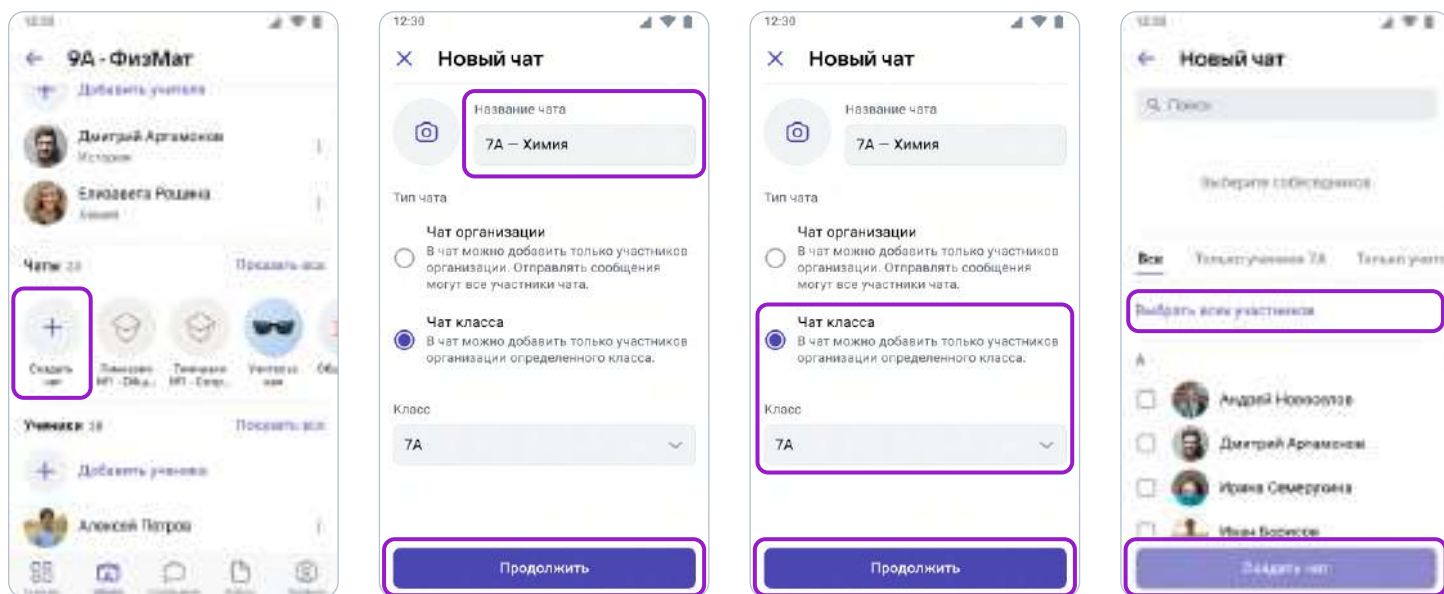 12:30
9А - ФизМат
Добавить учителя
Дмитрий Артамонов
История
Елизавета Рощина
Химия
Чаты 23
Показать все
Создать чат
Ученики 28
Показать все
Добавить ученика
Алексей Петров
12:30
Новый чат
Название чата
7А — Химия
Тип чата
Чат организации
В чат можно добавить только участников
организации. Отправлять сообщения
могут все участники чата.
Чат класса
В чат можно добавить только участников
организации определенного класса.
Класс
7А
Продолжить
12:30
Новый чат
Название чата
7А — Химия
Тип чата
Чат организации
В чат можно добавить только участников
организации. Отправлять сообщения
могут все участники чата.
Чат класса
В чат можно добавить только участников
организации определенного класса.
Класс
7А
Продолжить
12:30
Новый чат
Поиск
Выберите собеседников
Все Только ученики 7А Только
Выбрать всех участников
А
Андрей Новоселов
Дмитрий Артамонов
Ирина Семеругина
Иван Борисов
Создать чат